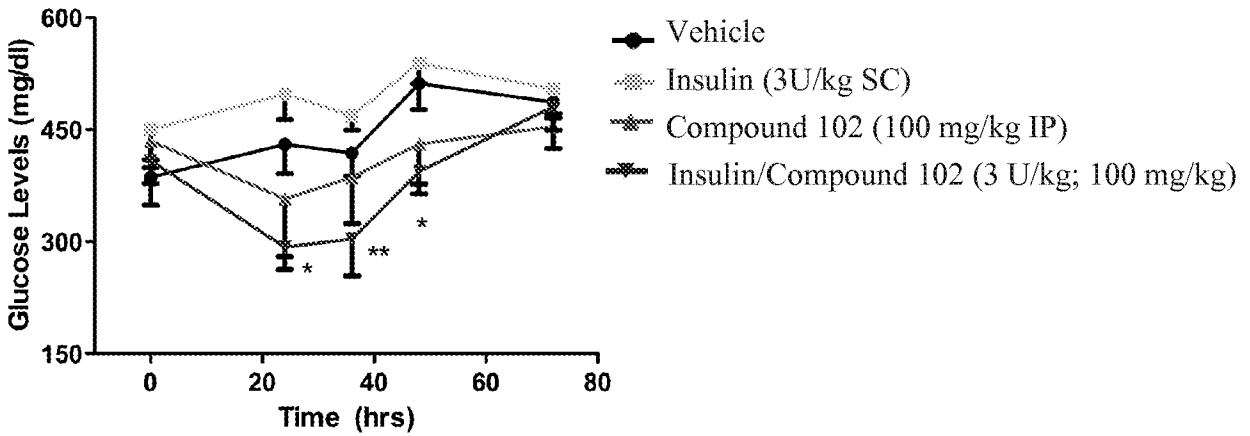 600
450
300
150
Glucose Levels (mg/dl)
0 20 40 60 80
Time (hrs)
*
**
*
Vehicle
Insulin (3U/kg SC)
Compound 102 (100 mg/kg IP)
Insulin/Compound 102 (3 U/kg; 100 mg/kg)